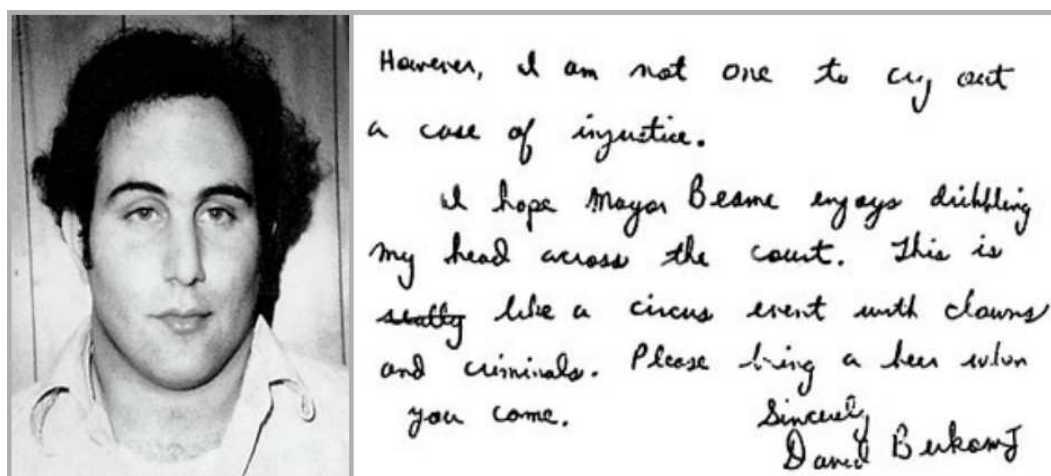 However, I am not one to cry out
a case of injustice.
I hope Mayor Beame enjoys dribbling
my head across the court. This is
really like a circus event with clowns
and criminals. Please bring a beer when
you come.
Sincerely
David Berkowitz